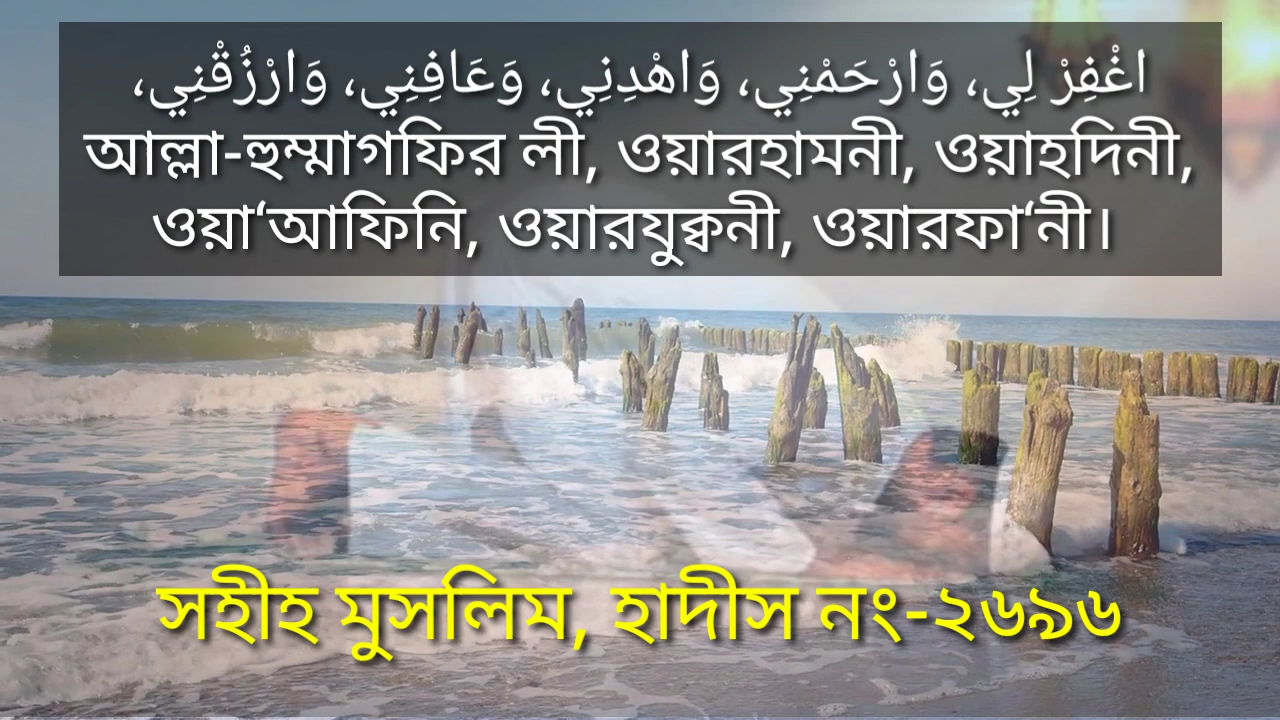 اغْفِرْ لِي، وَارْحَمْنِي، وَاهْدِنِي، وَعَافِنِي، وَارْزُقْنِي،
আল্লা-হুম্মাগফির লী, ওয়ারহামনী, ওয়াহদিনী,
ওয়া‘আফিনি, ওয়ারযুক্বনী, ওয়ারফা‘নী।
সহীহ মুসলিম, হাদীস নং-২৬৯৬